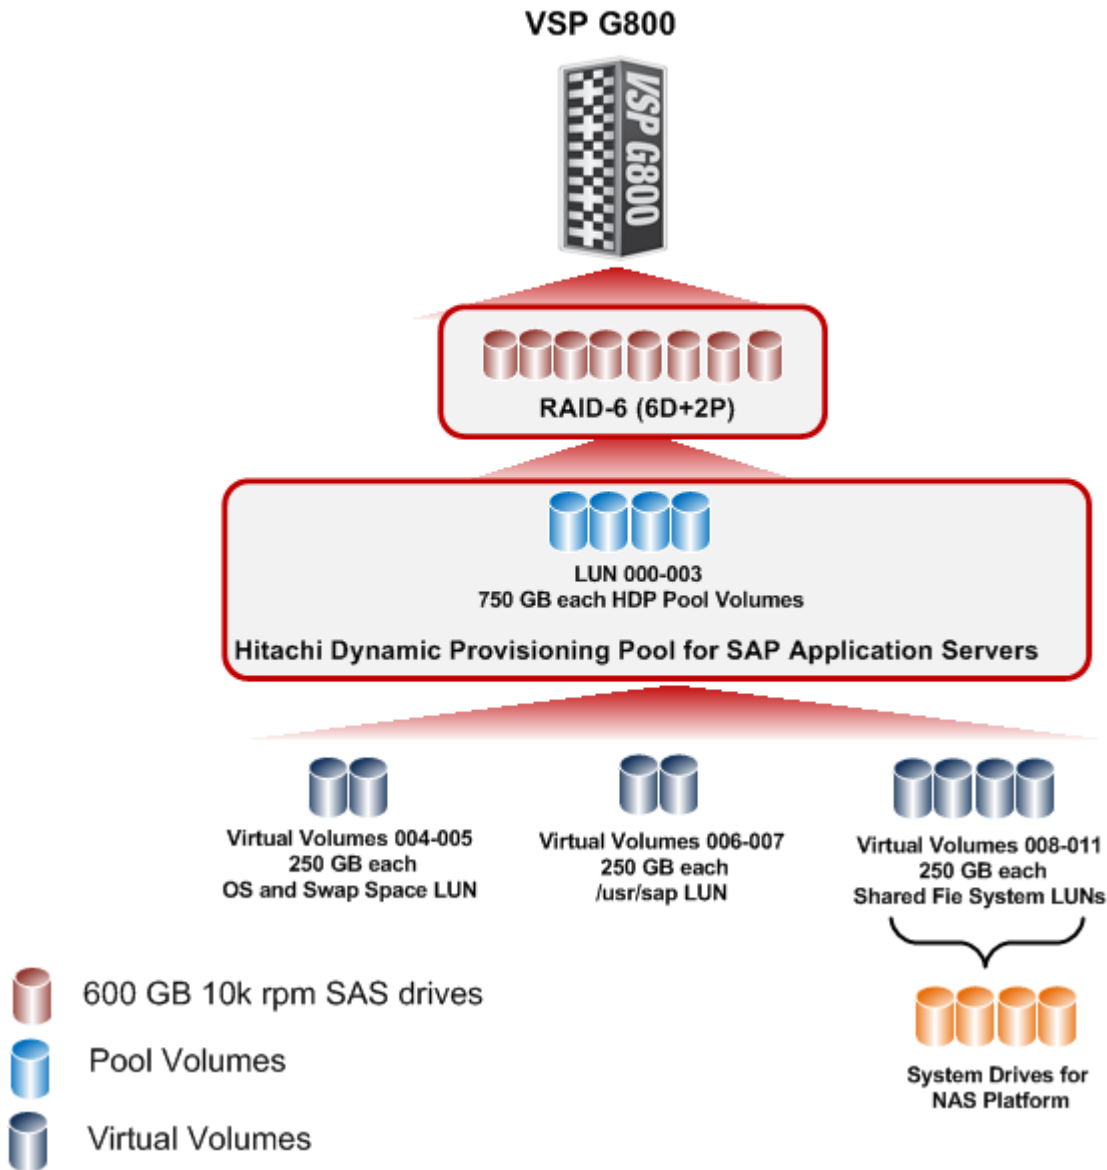 VSP G800
VSP G800
RAID-6 (6D+2P)
LUN 000-003
750 GB each HDP Pool Volumes
Hitachi Dynamic Provisioning Pool for SAP Application Servers
Virtual Volumes 004-005
250 GB each
OS and Swap Space LUN
Virtual Volumes 006-007
250 GB each
/usr/sap LUN
Virtual Volumes 008-011
250 GB each
Shared Fie System LUNs
System Drives for
NAS Platform
600 GB 10k rpm SAS drives
Pool Volumes
Virtual Volumes